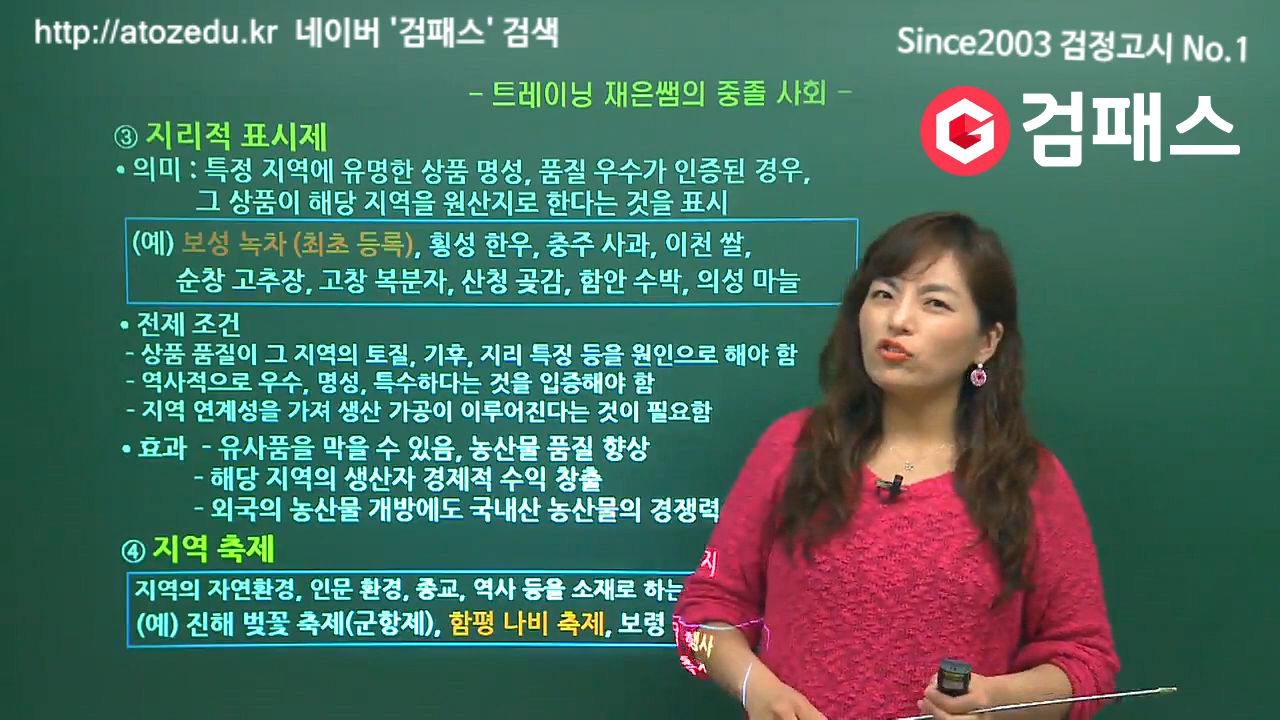 http://atozedu.kr 네이버 '검패스' 검색
Since2003 검정고시 No.1
검패스
- 트레이닝 재은쌤의 중졸 사회 -
③ 지리적 표시제
• 의미 : 특정 지역에 유명한 상품 명성, 품질 우수가 인증된 경우,
그 상품이 해당 지역을 원산지로 한다는 것을 표시
(예) 보성 녹차 (최초 등록), 횡성 한우, 충주 사과, 이천 쌀,
순창 고추장, 고창 복분자, 산청 곶감, 함안 수박, 의성 마늘
• 전제 조건
- 상품 품질이 그 지역의 토질, 기후, 지리 특징 등을 원인으로 해야 함
- 역사적으로 우수, 명성, 특수하다는 것을 입증해야 함
- 지역 연계성을 가져 생산 가공이 이루어진다는 것이 필요함
• 효과 - 유사품을 막을 수 있음, 농산물 품질 향상
- 해당 지역의 생산자 경제적 수익 창출
- 외국의 농산물 개방에도 국내산 농산물의 경쟁력
④ 지역 축제
지역의 자연환경, 인문 환경, 종교, 역사 등을 소재로 하는
(예) 진해 벚꽃 축제(군항제), 함평 나비 축제, 보령